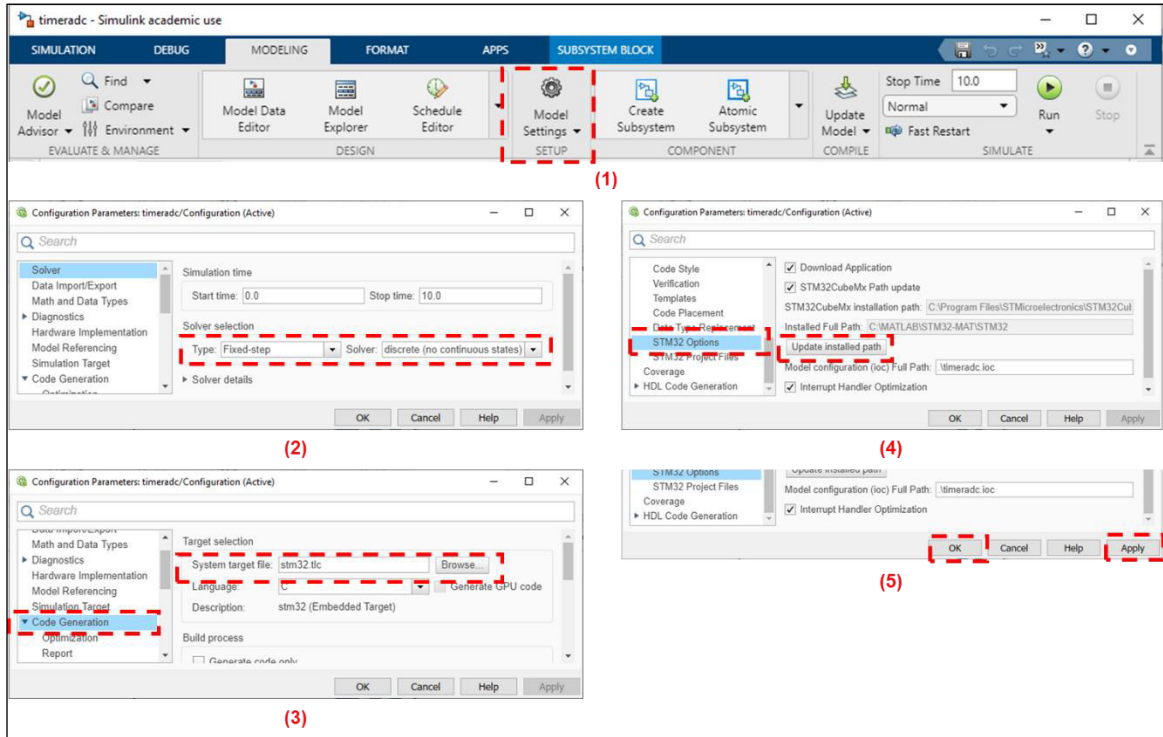 timeradc - Simulink academic use
SIMULATION DEBUG MODELING FORMAT APPS SUBSYSTEM BLOCK
Find
Compare
Environment
Model Advisor
Model Data Editor
Model Explorer
Schedule Editor
Model Settings
Create Subsystem
Atomic Subsystem
Update Model
Stop Time 10.0
Normal
Fast Restart
Run
Stop
EVALUATE & MANAGE DESIGN SETUP COMPONENT COMPILE SIMULATE
(1)
Configuration Parameters: timeradc/Configuration (Active)
Search
Solver
Data Import/Export
Math and Data Types
Diagnostics
Hardware Implementation
Model Referencing
Simulation Target
Code Generation
Optimization
Simulation time
Start time: 0.0 Stop time: 10.0
Solver selection
Type: Fixed-step Solver: discrete (no continuous states)
Solver details
OK Cancel Help Apply
(2)
Configuration Parameters: timeradc/Configuration (Active)
Search
Data Import/Export
Math and Data Types
Diagnostics
Hardware Implementation
Model Referencing
Simulation Target
Code Generation
Optimization
Report
Target selection
System target file: stm32.tlc Browse...
Language: C Generate GPU code
Description: stm32 (Embedded Target)
Build process
Generate code only
OK Cancel Help Apply
(3)
Configuration Parameters: timeradc/Configuration (Active)
Search
Code Style
Verification
Templates
Code Placement
Data Type Replacement
STM32 Options
STM32 Project Files
Coverage
HDL Code Generation
Download Application
STM32CubeMx Path update
STM32CubeMx installation path: C:\Program Files\STMicroelectronics\STM32Cut
Installed Full Path: C:\MATLAB\STM32-MAT\STM32
Update installed path
Model configuration (ioc) Full Path: .\timeradc.ioc
Interrupt Handler Optimization
OK Cancel Help Apply
(4)
STM32 Options
STM32 Project Files
Coverage
HDL Code Generation
Update installed path
Model configuration (ioc) Full Path: .\timeradc.ioc
Interrupt Handler Optimization
OK Cancel Help Apply
(5)